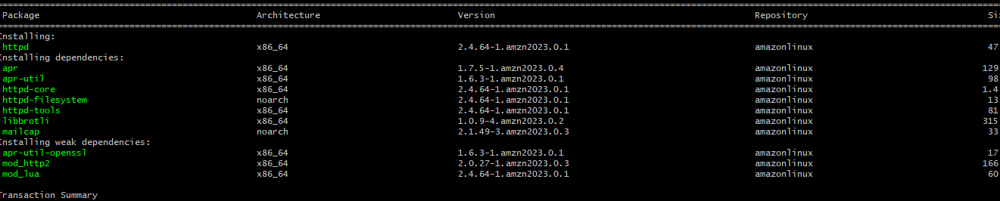 Package Architecture Version Repository Siz
Installing:
httpd x86_64 2.4.64-1.amzn2023.0.1 amazonlinux 47
Installing dependencies:
apr x86_64 1.7.5-1.amzn2023.0.4 amazonlinux 129
apr-util x86_64 1.6.3-1.amzn2023.0.1 amazonlinux 98
httpd-core x86_64 2.4.64-1.amzn2023.0.1 amazonlinux 1.4
httpd-filesystem noarch 2.4.64-1.amzn2023.0.1 amazonlinux 13
httpd-tools x86_64 2.4.64-1.amzn2023.0.1 amazonlinux 81
libbrotli x86_64 1.0.9-4.amzn2023.0.2 amazonlinux 315
mailcap noarch 2.1.49-3.amzn2023.0.3 amazonlinux 33
Installing weak dependencies:
apr-util-openssl x86_64 1.6.3-1.amzn2023.0.1 amazonlinux 17
mod_http2 x86_64 2.0.27-1.amzn2023.0.3 amazonlinux 166
mod_lua x86_64 2.4.64-1.amzn2023.0.1 amazonlinux 60
Transaction Summary